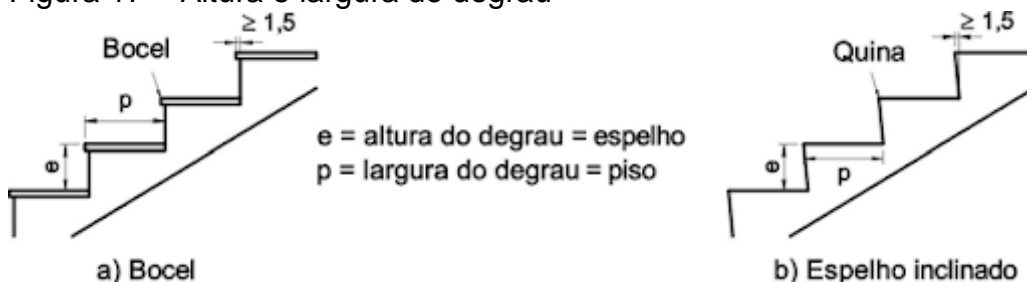 ≥ 1,5
Bocel
p
e
e = altura do degrau = espelho
p = largura do degrau = piso
a) Bocel
≥ 1,5
Quina
e
p
b) Espelho inclinado